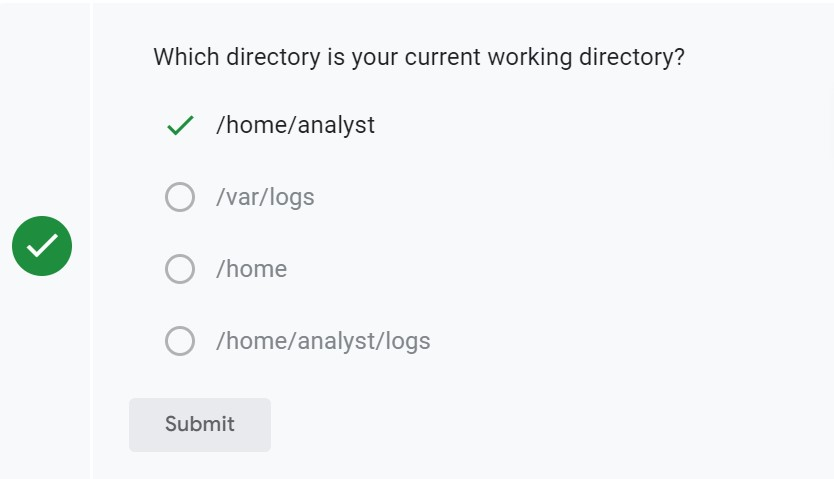 Which directory is your current working directory?
/home/analyst
/var/logs
/home
/home/analyst/logs
Submit